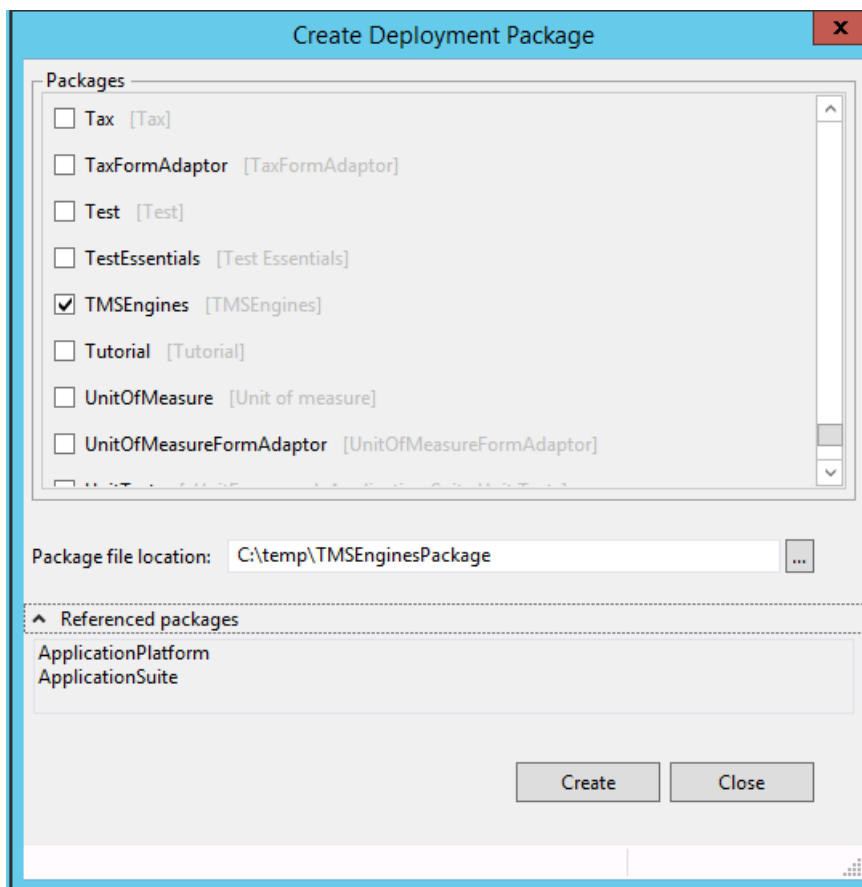 Create Deployment Package
x
Packages
Tax [Tax]
TaxFormAdaptor [TaxFormAdaptor]
Test [Test]
TestEssentials [Test Essentials]
TMSEngines [TMSEngines]
Tutorial [Tutorial]
UnitOfMeasure [Unit of measure]
UnitOfMeasureFormAdaptor [UnitOfMeasureFormAdaptor]
Package file location: C:\temp\TMSEnginesPackage ...
Referenced packages
ApplicationPlatform
ApplicationSuite
Create Close